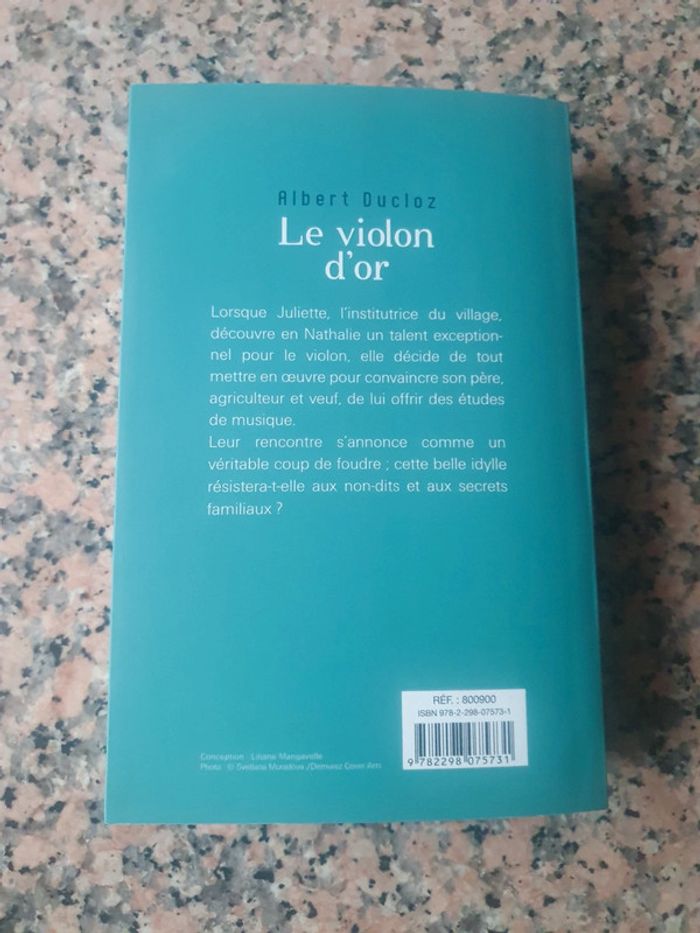 Albert Ducloz
Le violon
d'or
Lorsque Juliette, l'institutrice du village,
découvre en Nathalie un talent exception-
nel pour le violon, elle décide de tout
mettre en œuvre pour convaincre son père,
agriculteur et veuf, de lui offrir des études
de musique.
Leur rencontre s'annonce comme un
véritable coup de foudre ; cette belle idylle
résistera-t-elle aux non-dits et aux secrets
familiaux ?
RÉF. : 800900
ISBN 978-2-298-07573-1
9 782298 075731
Conception : Liliane Mangavelle
Photo : © Svetlana Muradova /Demurez Cover Arts